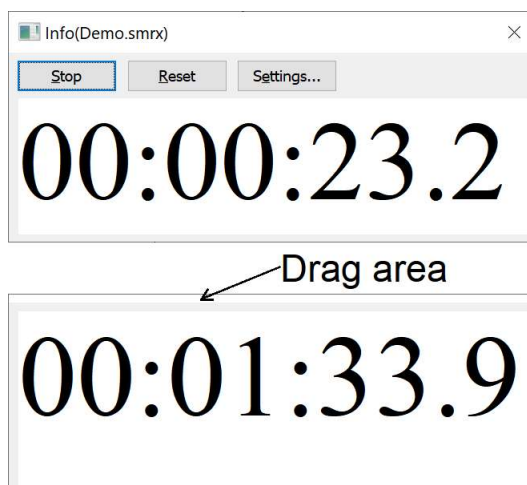 Info(Demo.smrx)
Stop Reset Settings...
00:00:23.2
Drag area
00:01:33.9